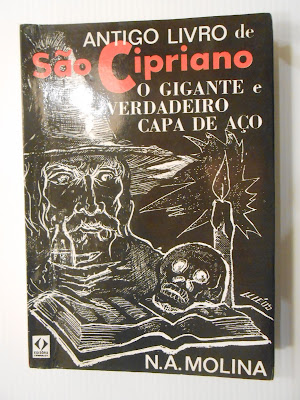 ANTIGO LIVRO de
São Cipriano
O GIGANTE e
VERDADEIRO
CAPA DE AÇO
N.A. MOLINA